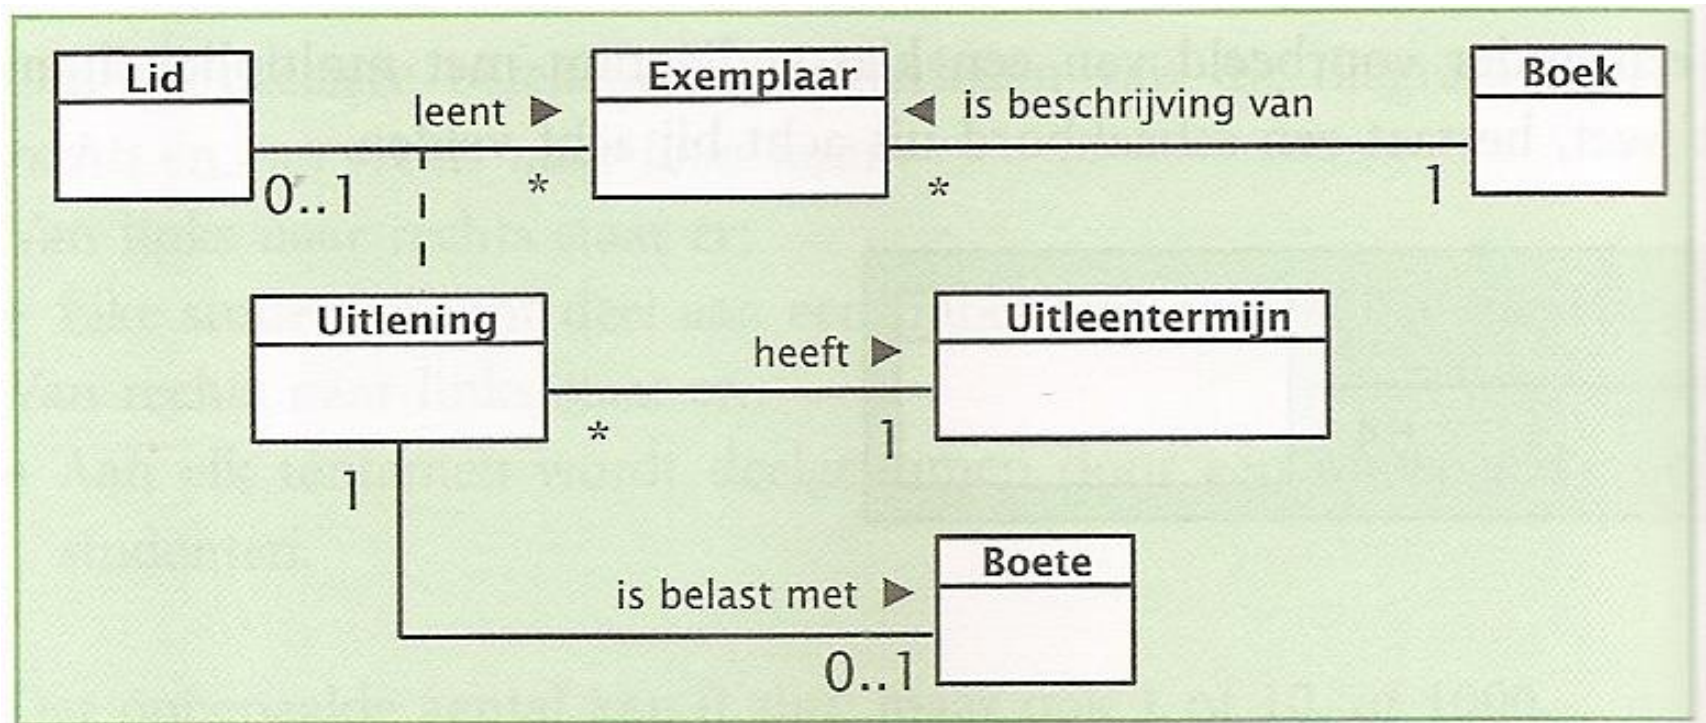 Lid
Exemplaar
Boek
leent ▶
◀ is beschrijving van
0..1
*
*
1
Uitlening
Uitleentermijn
heeft ▶
*
1
1
Boete
is belast met ▶
0..1